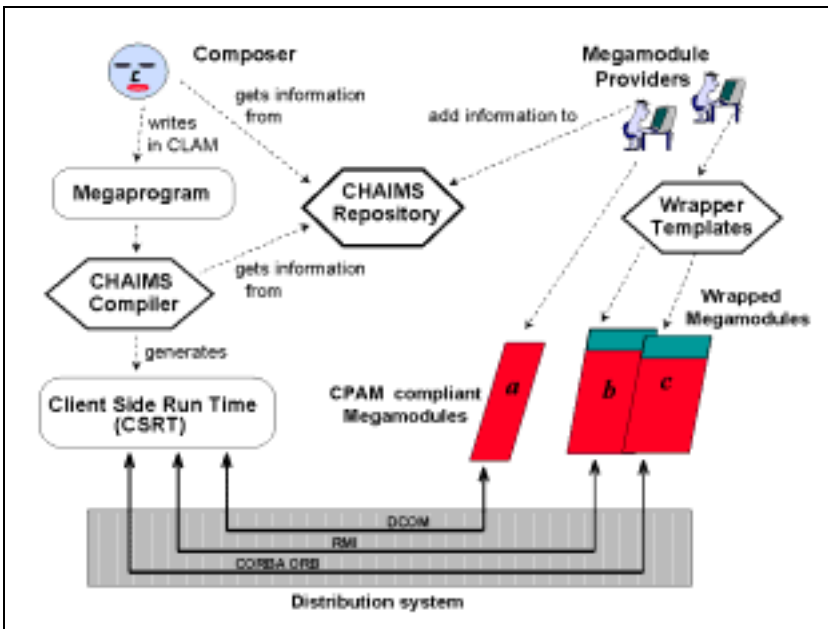 Composer
Megamodule
Providers
gets information
from
add information to
writes
in CLAM
Megaprogram
CHAIMS
Repository
Wrapper
Templates
CHAIMS
Compiler
gets information
from
Wrapped
Megamodules
generates
Client Side Run Time
(CSRT)
CPAM compliant
Megamodules
a
b
c
DCOM
RMI
CORBA ORB
Distribution system